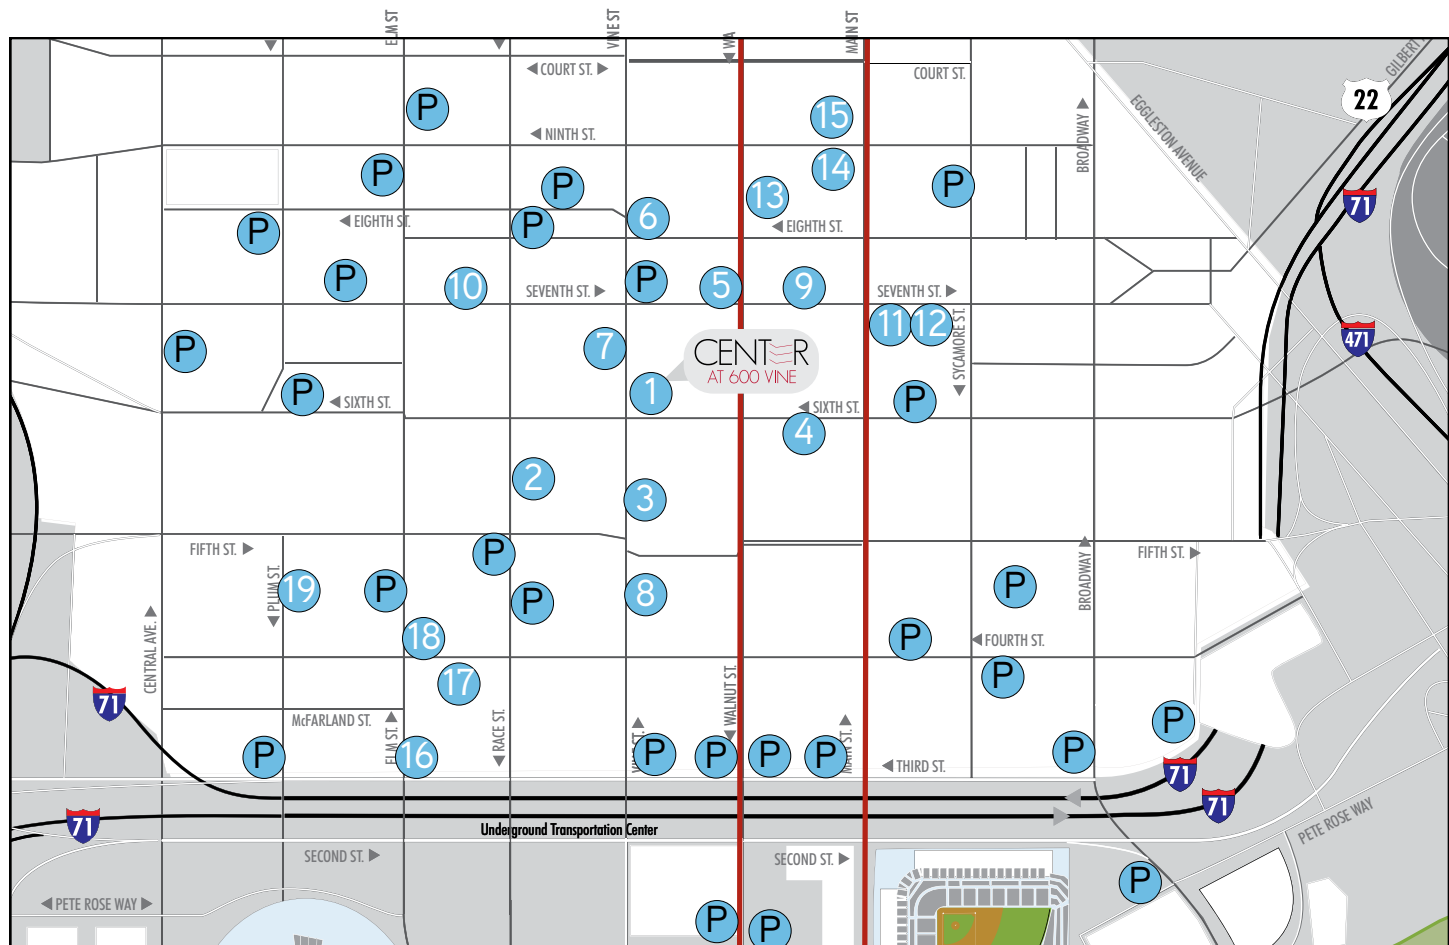 ELM ST
VINE ST
WA
MAIN ST
GILBERT
COURT ST.
COURT ST.
22
P
15
BROADWAY
EGGLESTON AVENUE
NINTH ST.
14
P
P
P
13
71
P
6
EIGHTH ST.
P
EIGHTH ST.
P
P
10
SEVENTH ST.
5
9
SEVENTH ST.
11
12
SYCAMORE ST.
471
P
7
CENTER
AT 600 VINE
1
P
SIXTH ST.
SIXTH ST.
P
4
2
3
FIFTH ST.
P
FIFTH ST.
BROADWAY
PLUM ST.
19
P
P
8
P
CENTRAL AVE.
18
P
FOURTH ST.
17
P
71
McFARLAND ST.
ELM ST.
RACE ST.
WALNUT ST.
MAIN ST.
P
P
16
P
P
P
P
P
THIRD ST.
71
71
71
Underground Transportation Center
PETE ROSE WAY
SECOND ST.
SECOND ST.
P
PETE ROSE WAY
P
P